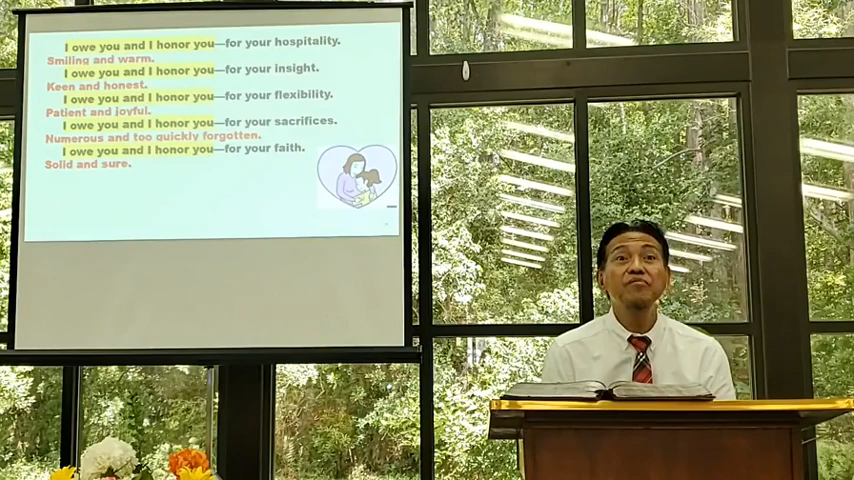 I owe you and I honor you—for your hospitality.
Smiling and warm.
I owe you and I honor you—for your insight.
Keen and honest.
I owe you and I honor you—for your flexibility.
Patient and joyful.
I owe you and I honor you—for your sacrifices.
Numerous and too quickly forgotten.
I owe you and I honor you—for your faith.
Solid and sure.